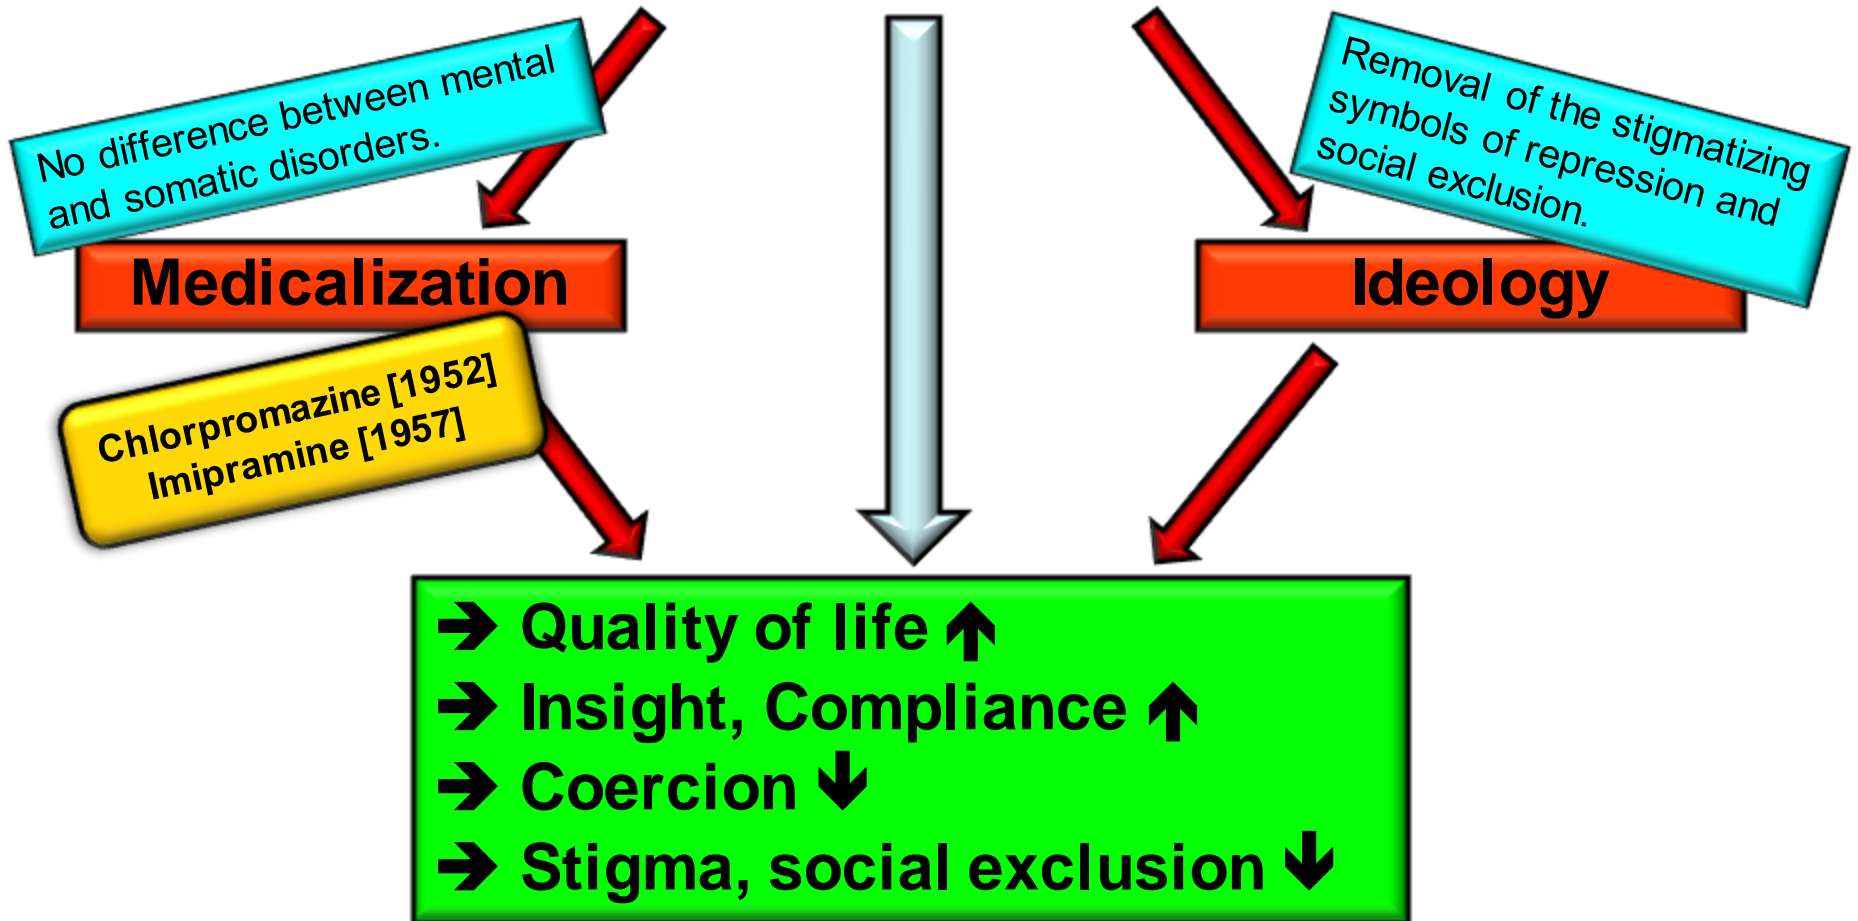 No difference between mental
and somatic disorders.
Removal of the stigmatizing
symbols of repression and
social exclusion.
Medicalization
Ideology
Chlorpromazine [1952]
Imipramine [1957]
➔ Quality of life ↑
➔ Insight, Compliance ↑
➔ Coercion ↓
➔ Stigma, social exclusion ↓